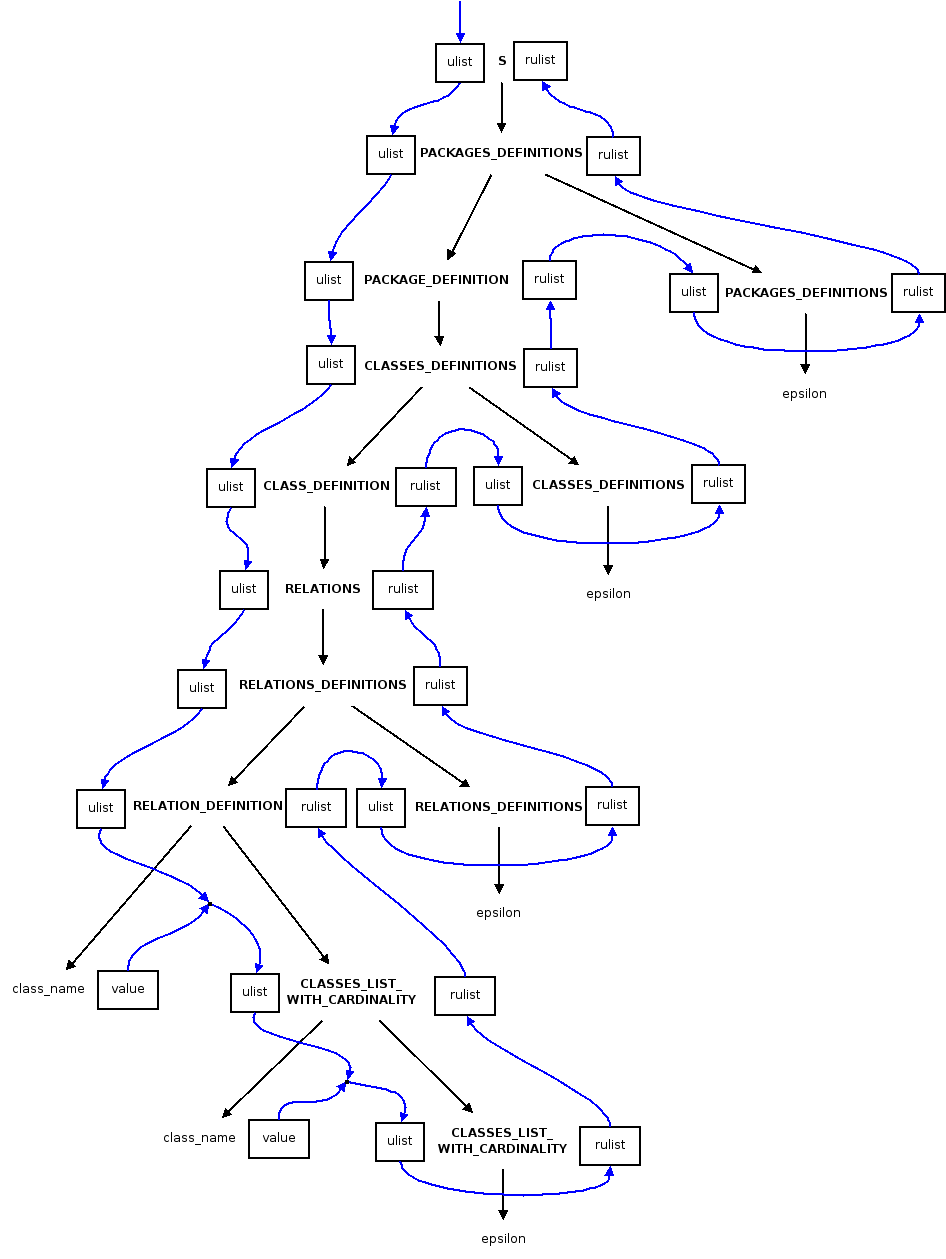 ulist
S
rulist
ulist
PACKAGES_DEFINITIONS
rulist
ulist
PACKAGE_DEFINITION
rulist
ulist
PACKAGES_DEFINITIONS
rulist
ulist
CLASSES_DEFINITIONS
rulist
epsilon
ulist
CLASS_DEFINITION
rulist
ulist
CLASSES_DEFINITIONS
rulist
ulist
RELATIONS
rulist
epsilon
ulist
RELATIONS_DEFINITIONS
rulist
ulist
RELATION_DEFINITION
rulist
ulist
RELATIONS_DEFINITIONS
rulist
epsilon
class_name
value
ulist
CLASSES_LIST_
WITH_CARDINALITY
rulist
class_name
value
ulist
CLASSES_LIST_
WITH_CARDINALITY
rulist
epsilon